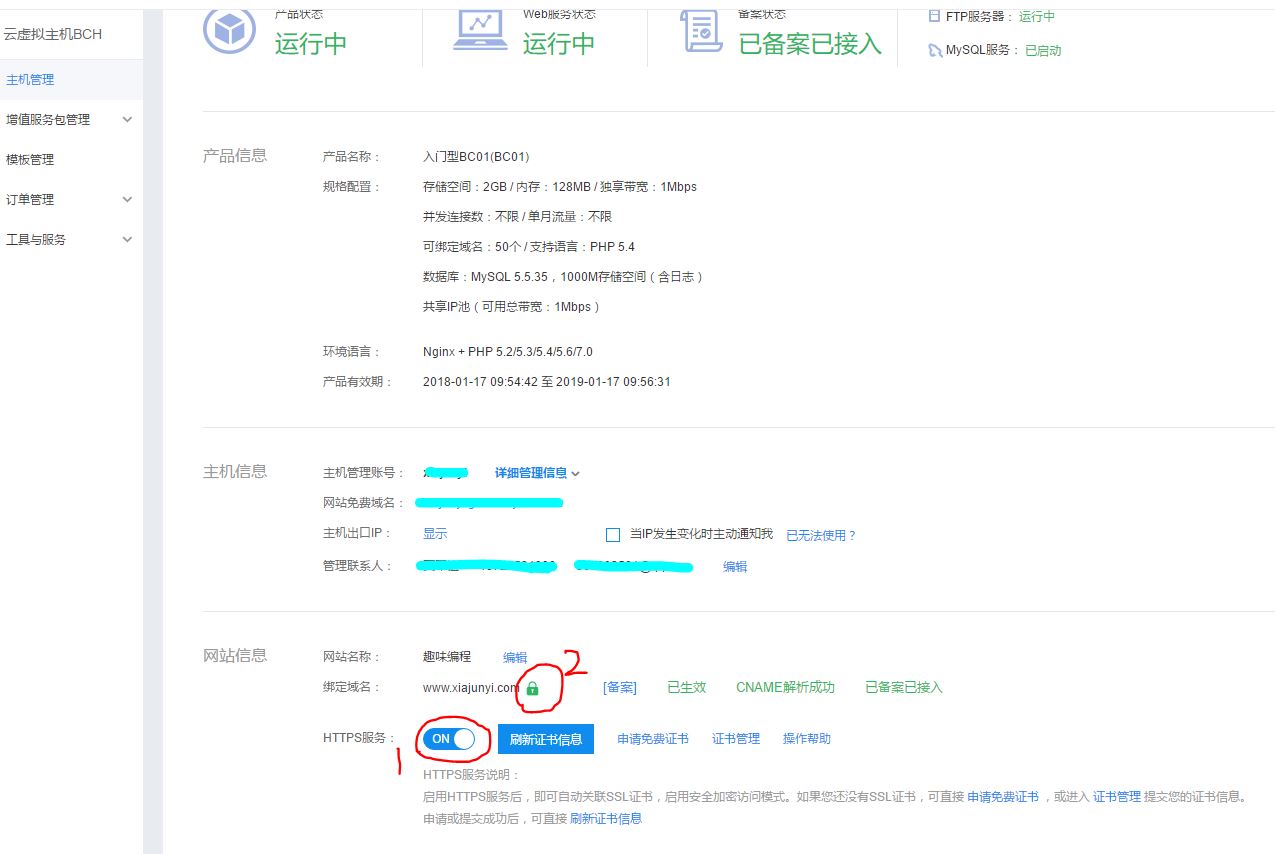 云虚拟主机BCH
主机管理
增值服务包管理
模板管理
订单管理
工具与服务
产品状态
运行中
Web服务状态
运行中
备案状态
已备案已接入
FTP服务器： 运行中
MySQL服务： 已启动
产品信息
产品名称： 入门型BC01(BC01)
规格配置： 存储空间：2GB / 内存：128MB / 独享带宽：1Mbps
并发连接数：不限 / 单月流量：不限
可绑定域名：50个 / 支持语言：PHP 5.4
数据库：MySQL 5.5.35，1000M存储空间（含日志）
共享IP池（可用总带宽：1Mbps）
环境语言： Nginx + PHP 5.2/5.3/5.4/5.6/7.0
产品有效期： 2018-01-17 09:54:42 至 2019-01-17 09:56:31
主机信息
主机管理账号： 详细管理信息
网站免费域名：
主机出口IP： 显示 当IP发生变化时主动通知我 已无法使用？
管理联系人： 编辑
网站信息
网站名称： 趣味编程 编辑
2
绑定域名： www.xiajunyi.com [备案] 已生效 CNAME解析成功 已备案已接入
HTTPS服务： ON 刷新证书信息 申请免费证书 证书管理 操作帮助
1
HTTPS服务说明：
启用HTTPS服务后，即可自动关联SSL证书，启用安全加密访问模式。如果您还没有SSL证书，可直接 申请免费证书 ，或进入 证书管理 提交您的证书信息。
申请或提交成功后，可直接 刷新证书信息